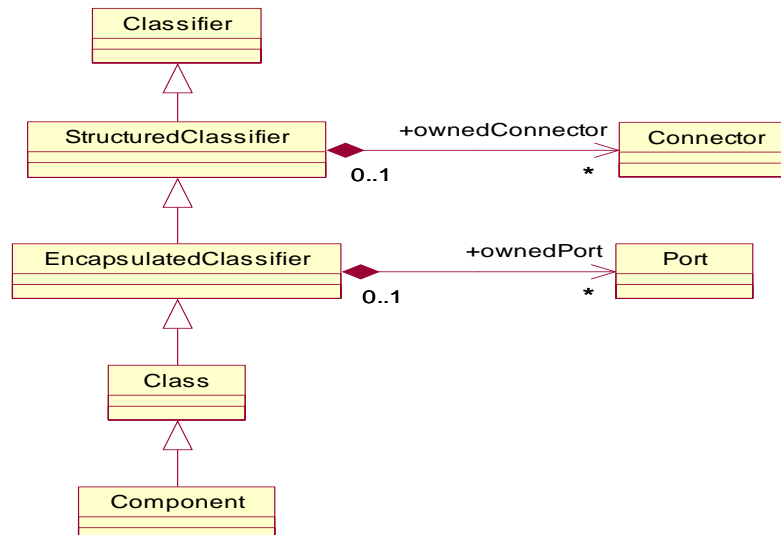 Classifier
StructuredClassifier
+ownedConnector
Connector
0..1
*
EncapsulatedClassifier
+ownedPort
Port
0..1
*
Class
Component